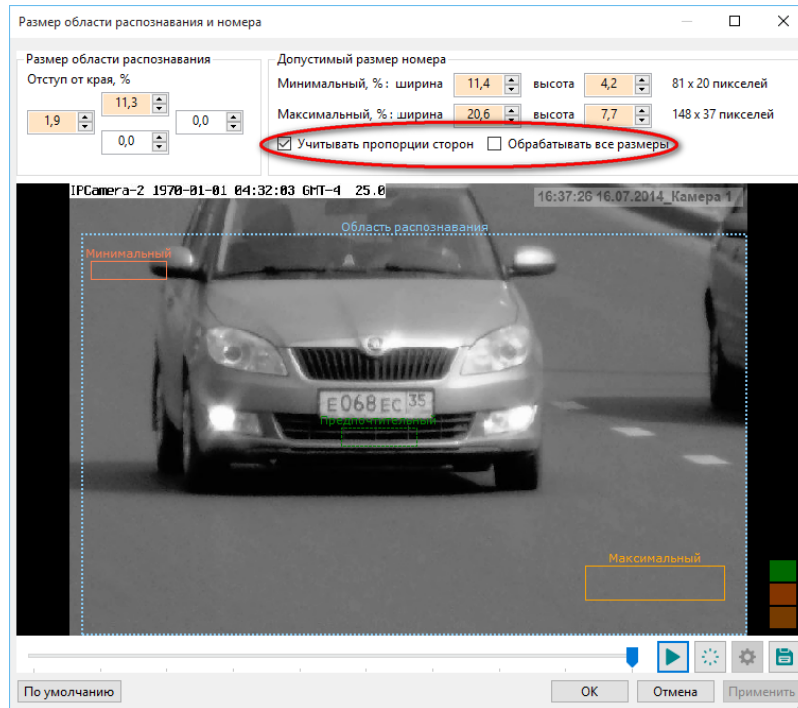 Размер области распознавания и номера
Размер области распознавания
Отступ от края, %
11,3
1,9
0,0
0,0
Допустимый размер номера
Минимальный, % : ширина 11,4 высота 4,2 81 x 20 пикселей
Максимальный, % : ширина 20,6 высота 7,7 148 x 37 пикселей
Учитывать пропорции сторон Обрабатывать все размеры
IPCamera-2 1970-01-01 04:32:03 GMT-4 25.0
16:37:26 16.07.2014_Камера 1
Область распознавания
Минимальный
Е068ЕС 35
Предпочтительный
Максимальный
По умолчанию
ОК
Отмена
Применить